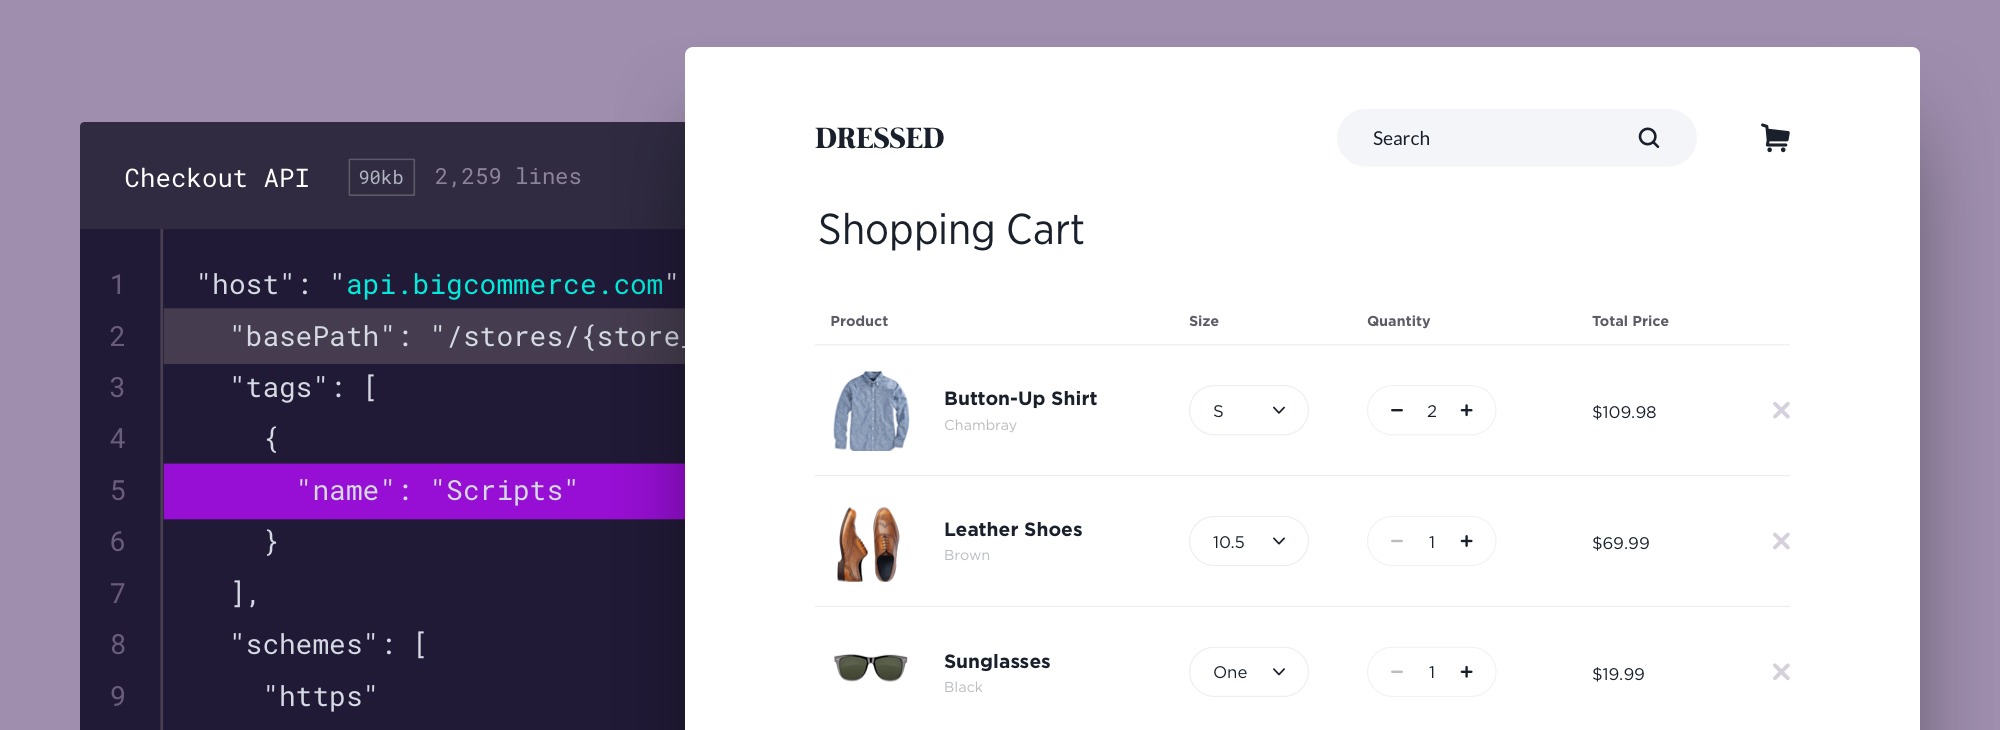 Checkout API 90kb 2,259 lines
1 "host": "api.bigcommerce.com"
2 "basePath": "/stores/{store_
3 "tags": [
4 {
5 "name": "Scripts"
6 }
7 ],
8 "schemes": [
9 "https"
DRESSED
Search
Shopping Cart
Product Size Quantity Total Price
Button-Up Shirt
Chambray
S − 2 + $109.98 ×
Leather Shoes
Brown
10.5 − 1 + $69.99 ×
Sunglasses
Black
One − 1 + $19.99 ×